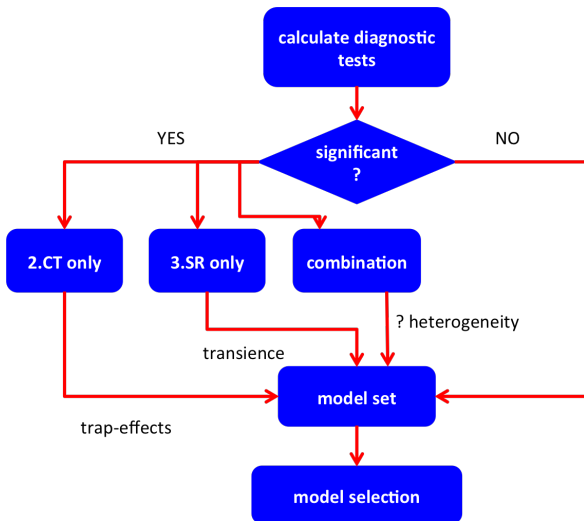 calculate diagnostic
tests
YES
NO
significant
?
2.CT only
3.SR only
combination
? heterogeneity
transience
model set
trap-effects
model selection